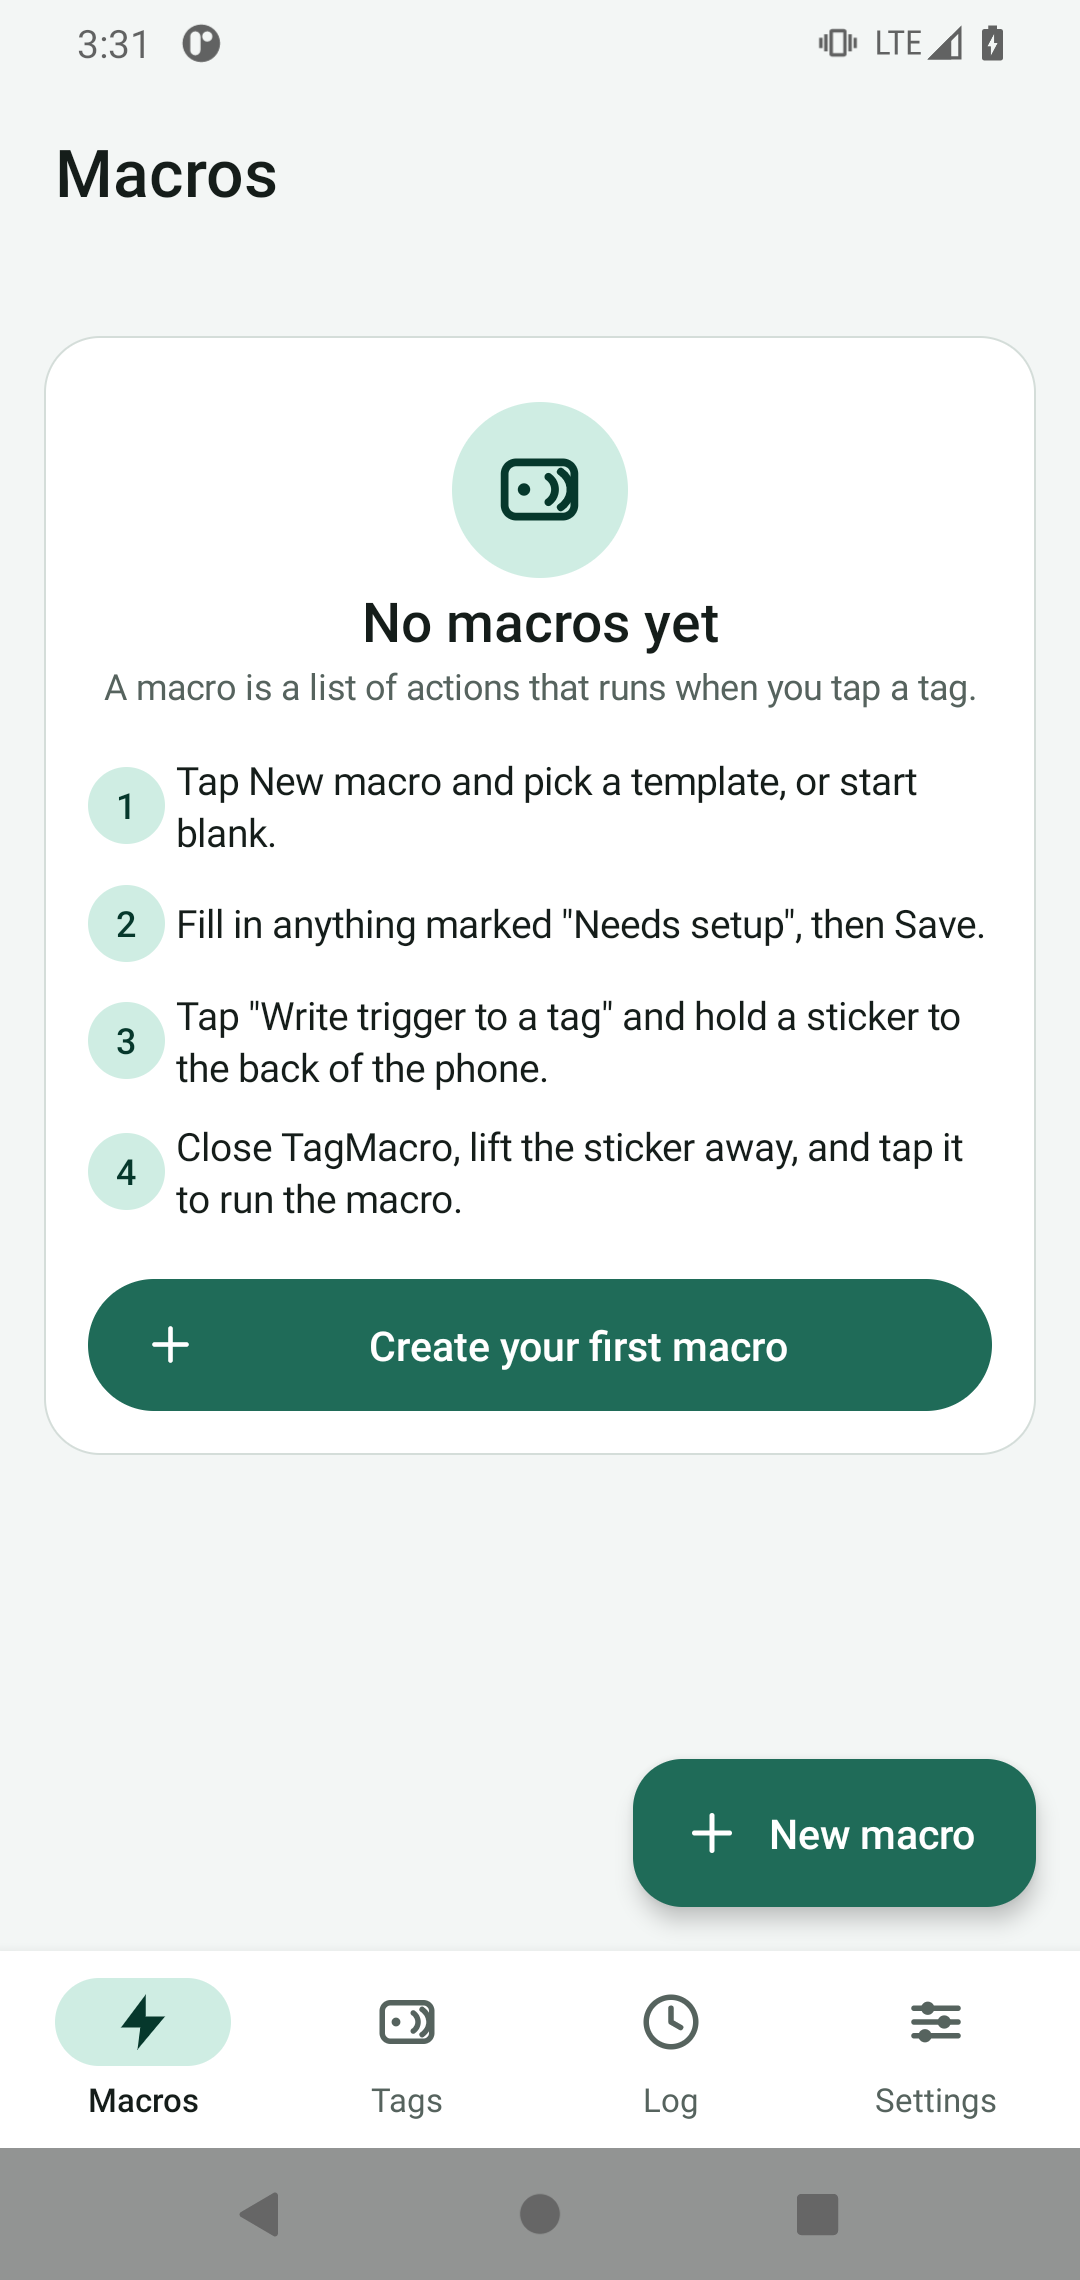 3:31
LTE
Macros
No macros yet
A macro is a list of actions that runs when you tap a tag.
1
Tap New macro and pick a template, or start
blank.
2
Fill in anything marked "Needs setup", then Save.
3
Tap "Write trigger to a tag" and hold a sticker to
the back of the phone.
4
Close TagMacro, lift the sticker away, and tap it
to run the macro.
Create your first macro
New macro
Macros
Tags
Log
Settings